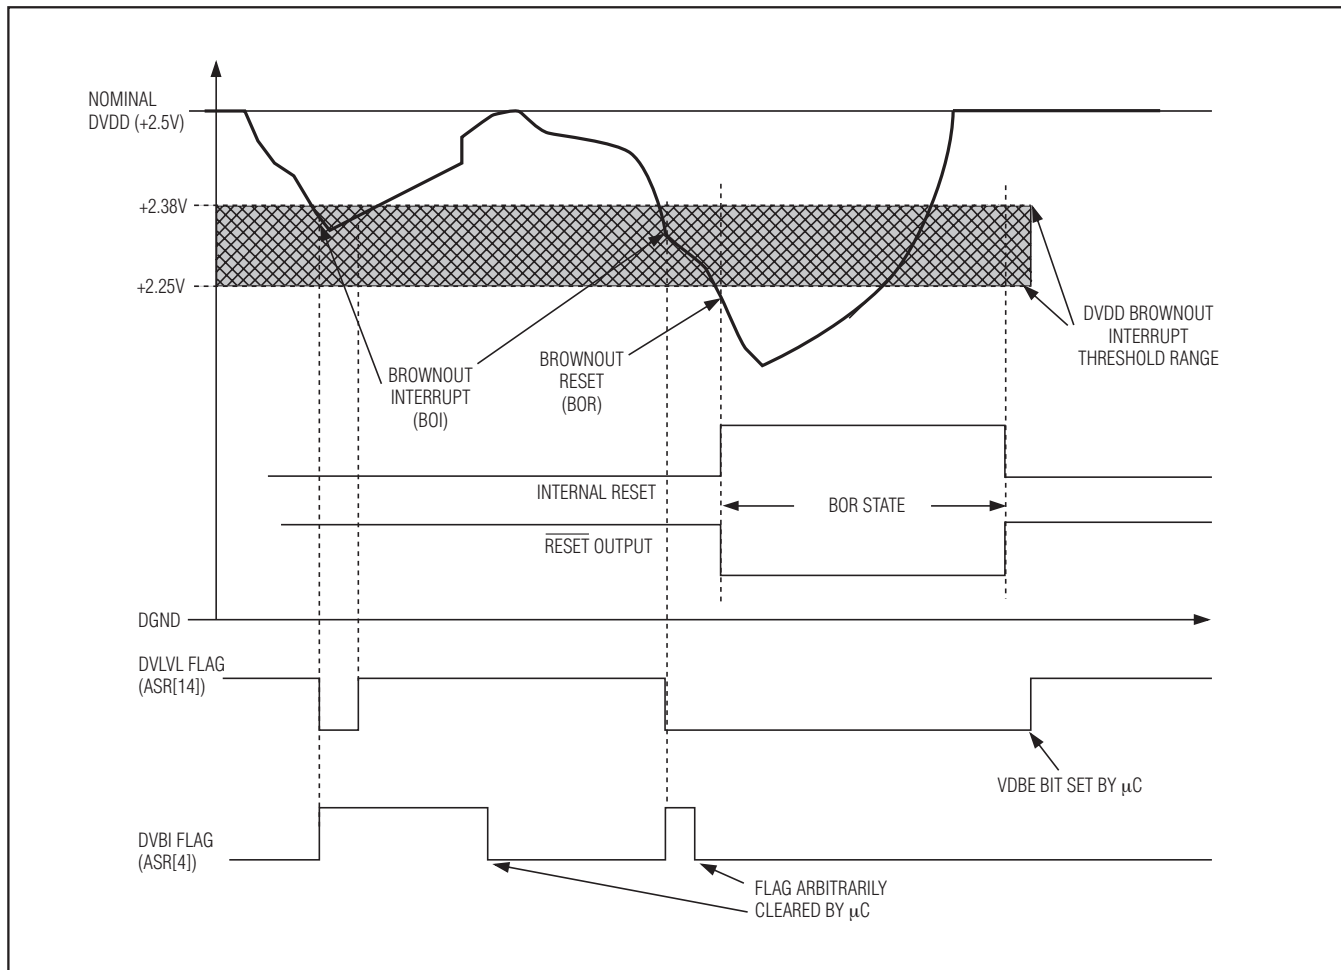 NOMINAL
DVDD (+2.5V)
+2.38V
+2.25V
DVDD BROWNOUT
INTERRUPT
THRESHOLD RANGE
BROWNOUT
INTERRUPT
(BOI)
BROWNOUT
RESET
(BOR)
INTERNAL RESET
BOR STATE
RESET OUTPUT
DGND
DVLVL FLAG
(ASR[14])
VDBE BIT SET BY μC
DVBI FLAG
(ASR[4])
FLAG ARBITRARILY
CLEARED BY μC